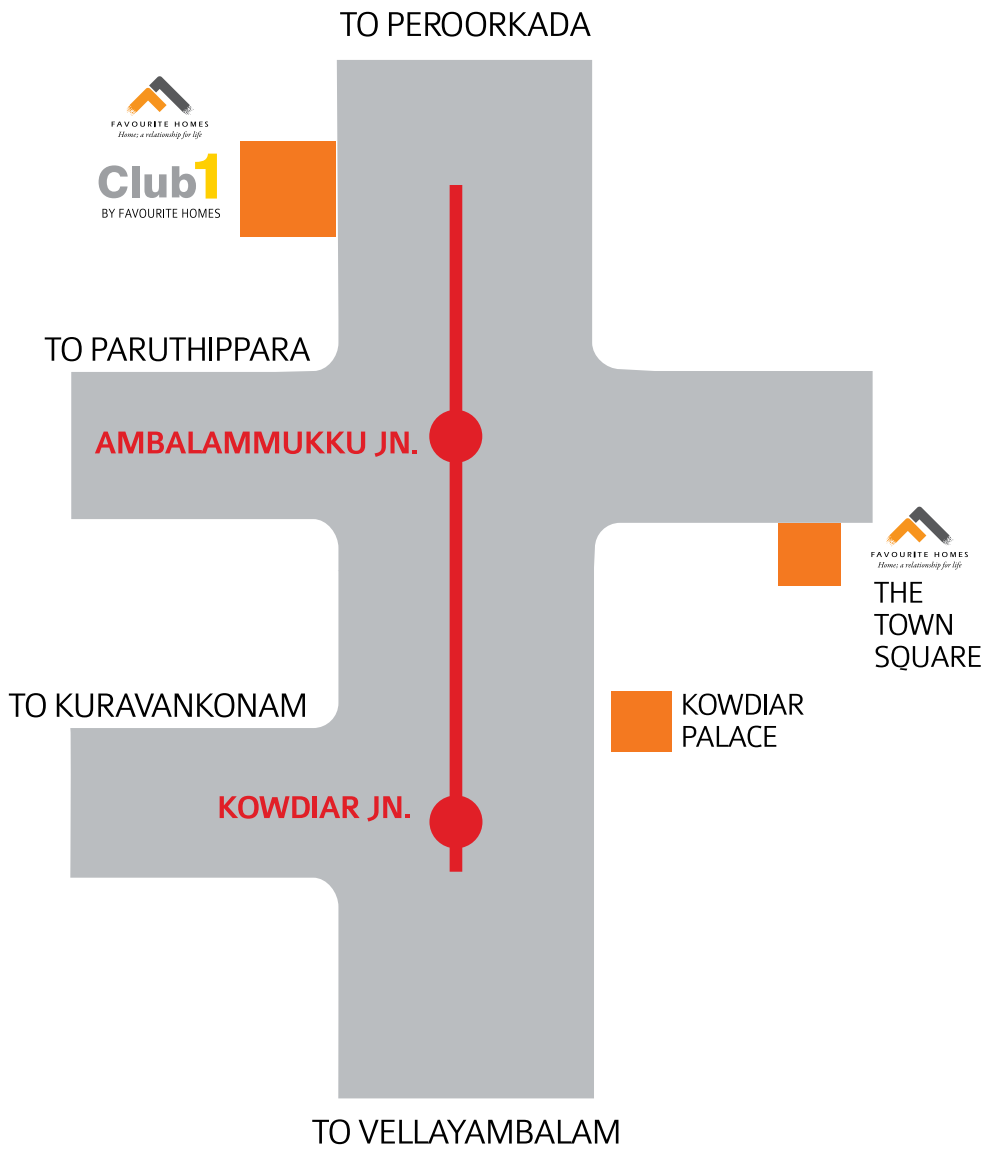 TO PEROORKADA
FAVOURITE HOMES
Home; a relationship for life
Club1
BY FAVOURITE HOMES
TO PARUTHIPPARA
AMBALAMMUKKU JN.
FAVOURITE HOMES
Home; a relationship for life
THE
TOWN
SQUARE
TO KURAVANKONAM
KOWDIAR
PALACE
KOWDIAR JN.
TO VELLAYAMBALAM